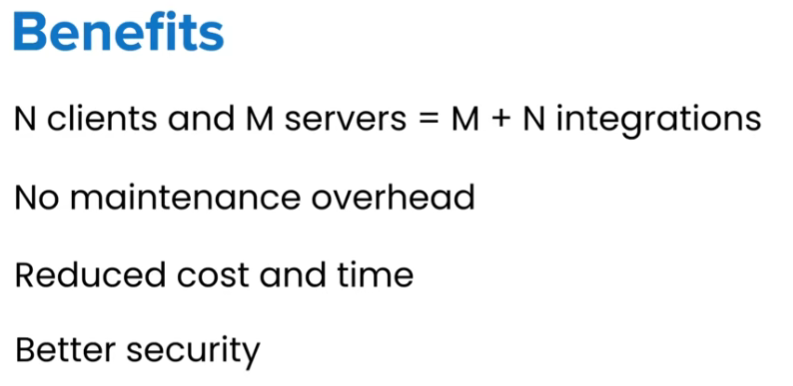 Benefits
N clients and M servers = M + N integrations
No maintenance overhead
Reduced cost and time
Better security